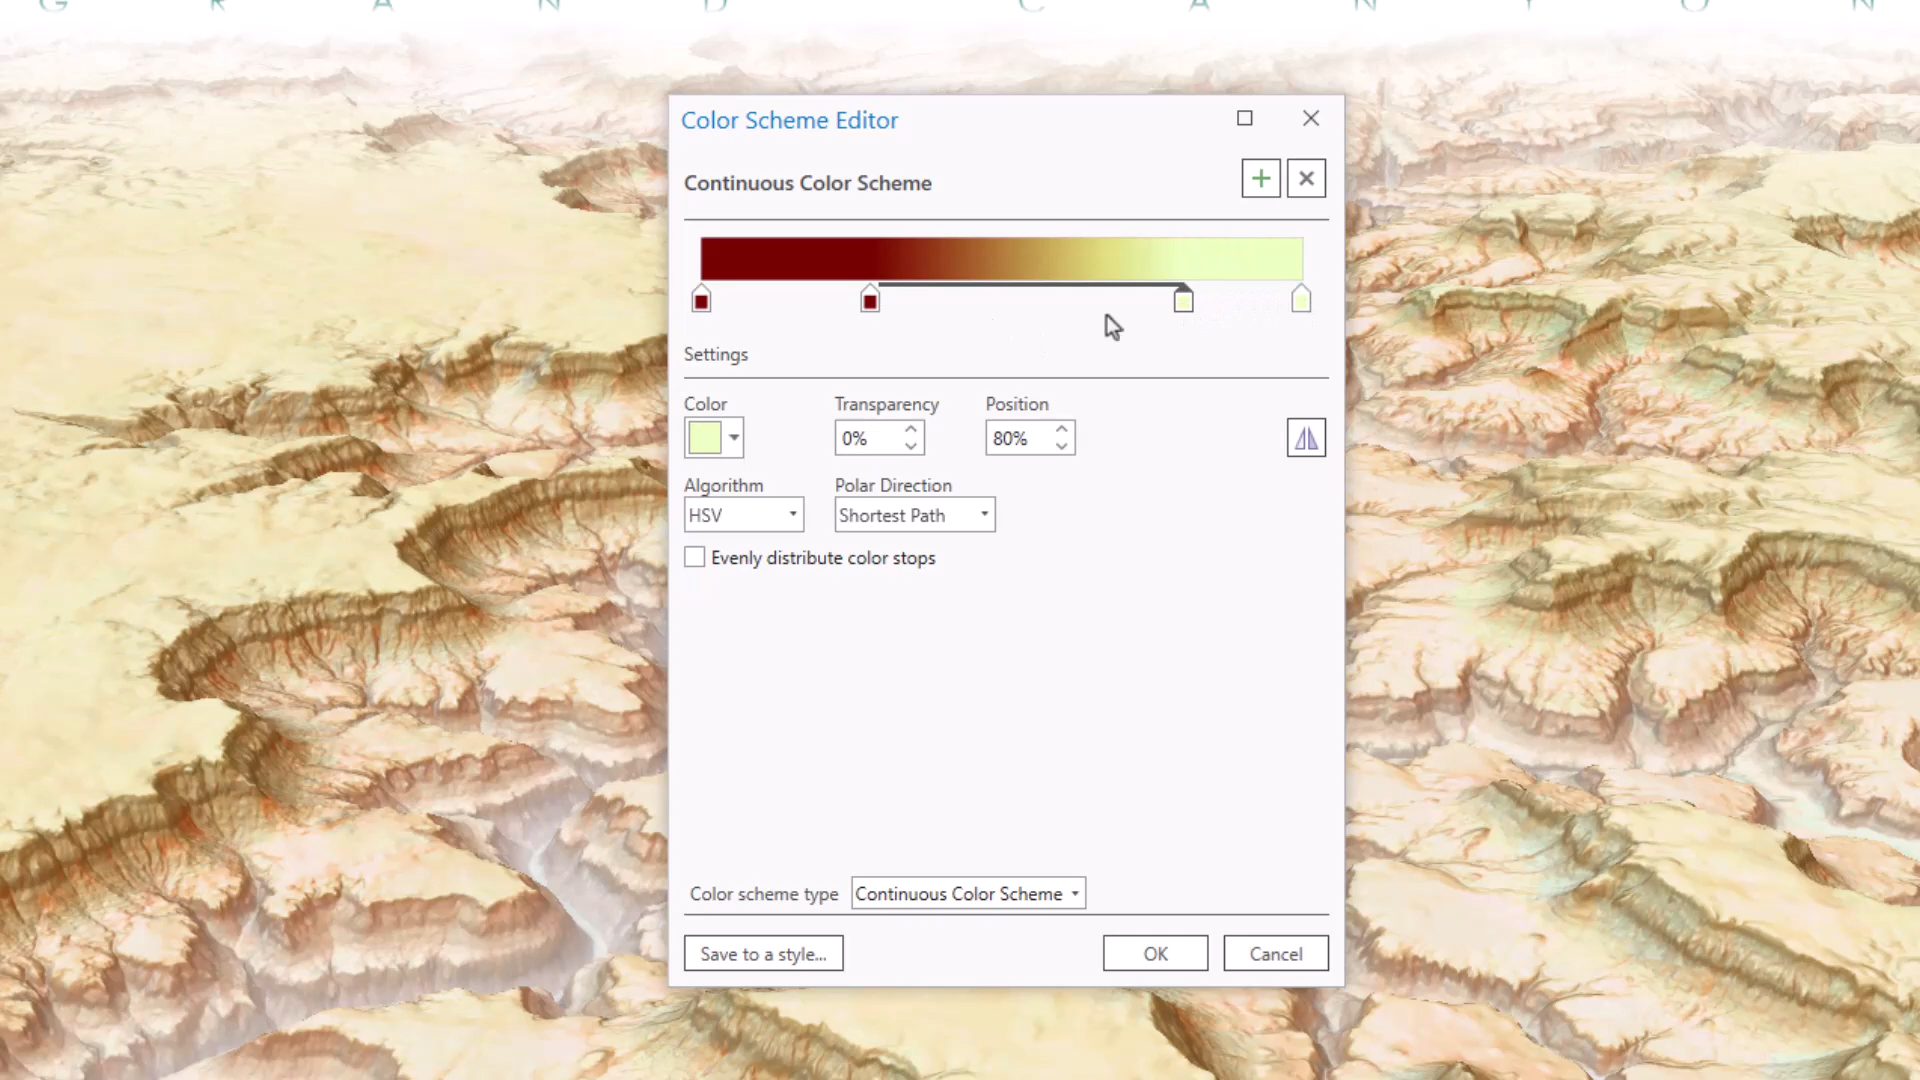 G R A N D C A N Y O N
Color Scheme Editor
Continuous Color Scheme
Settings
Color Transparency Position
0% 80%
Algorithm Polar Direction
HSV Shortest Path
Evenly distribute color stops
Color scheme type Continuous Color Scheme
Save to a style... OK Cancel